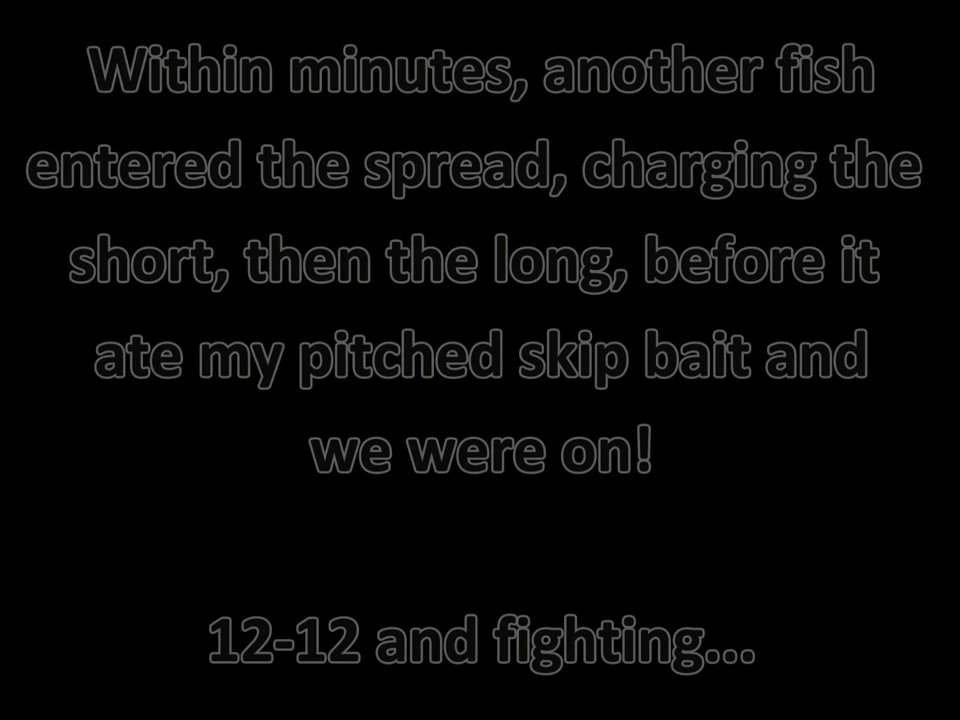 Within minutes, another fish
entered the spread, charging the
short, then the long, before it
ate my pitched skip bait and
we were on!
12-12 and fighting...